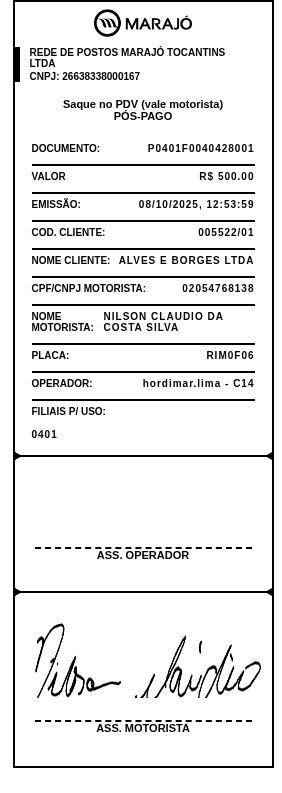 MARAJÓ
REDE DE POSTOS MARAJÓ TOCANTINS
LTDA
CNPJ: 26638338000167
Saque no PDV (vale motorista)
PÓS-PAGO
DOCUMENTO: P0401F0040428001
VALOR R$ 500.00
EMISSÃO: 08/10/2025, 12:53:59
COD. CLIENTE: 005522/01
NOME CLIENTE: ALVES E BORGES LTDA
CPF/CNPJ MOTORISTA: 02054768138
NOME MOTORISTA: NILSON CLAUDIO DA
COSTA SILVA
PLACA: RIM0F06
OPERADOR: hordimar.lima - C14
FILIAIS P/ USO:
0401
ASS. OPERADOR
ASS. MOTORISTA